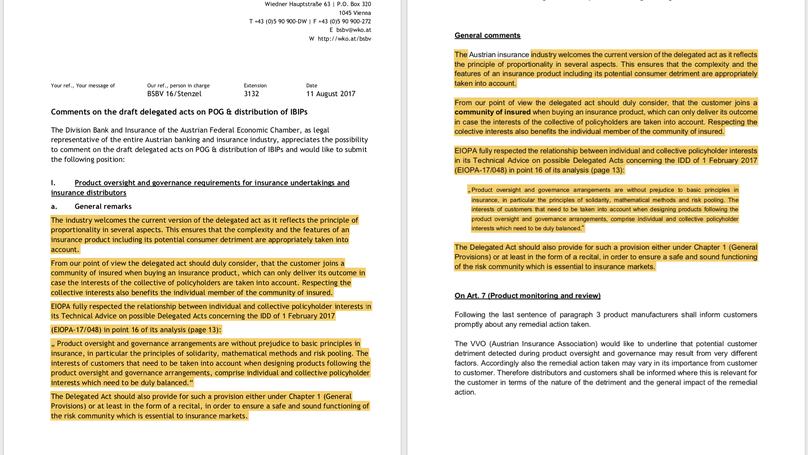 Wiedner Hauptstraße 63 | P.O. Box 320
1045 Vienna
T +43 (0)5 90 900-DW | F +43 (0)5 90 900-272
E bsbv@wko.at
W http://wko.at/bsbv
Your ref., Your message of Our ref., person in charge Extension Date
BSBV 16/Stenzel 3132 11 August 2017
Comments on the draft delegated acts on POG & distribution of IBIPs
The Division Bank and Insurance of the Austrian Federal Economic Chamber, as legal
representative of the entire Austrian banking and insurance industry, appreciates the possibility
to comment on the draft delegated acts on POG & distribution of IBIPs and would like to submit
the following position:
I. Product oversight and governance requirements for insurance undertakings and
insurance distributors
a. General remarks
The industry welcomes the current version of the delegated act as it reflects the principle of
proportionality in several aspects. This ensures that the complexity and the features of an
insurance product including its potential consumer detriment are appropriately taken into
account.
From our point of view the delegated act should duly consider, that the customer joins a
community of insured when buying an insurance product, which can only deliver its outcome in
case the interests of the collective of policyholders are taken into account. Respecting the
collective interests also benefits the individual member of the community of insured.
EIOPA fully respected the relationship between individual and collective policyholder interests in
its Technical Advice on possible Delegated Acts concerning the IDD of 1 February 2017
(EIOPA-17/048) in point 16 of its analysis (page 13):
„ Product oversight and governance arrangements are without prejudice to basic principles in
insurance, in particular the principles of solidarity, mathematical methods and risk pooling. The
interests of customers that need to be taken into account when designing products following the
product oversight and governance arrangements, comprise individual and collective policyholder
interests which need to be duly balanced.“
The Delegated Act should also provide for such a provision either under Chapter 1 (General
Provisions) or at least in the form of a recital, in order to ensure a safe and sound functioning of
the risk community which is essential to insurance markets.
General comments
The Austrian insurance industry welcomes the current version of the delegated act as it reflects
the principle of proportionality in several aspects. This ensures that the complexity and the
features of an insurance product including its potential consumer detriment are appropriately
taken into account.
From our point of view the delegated act should duly consider, that the customer joins a
community of insured when buying an insurance product, which can only deliver its outcome
in case the interests of the collective of policyholders are taken into account. Respecting the
colective interests also benefits the individual member of the community of insured.
EIOPA fully respected the relationship between individual and collective policyholder interests
in its Technical Advice on possible Delegated Acts concerning the IDD of 1 February 2017
(EIOPA-17/048) in point 16 of its analysis (page 13):
„Product oversight and governance arrangements are without prejudice to basic principles in
insurance, in particular the principles of solidarity, mathematical methods and risk pooling. The
interests of customers that need to be taken into account when designing products following the
product oversight and governance arrangements, comprise individual and collective policyholder
interests which need to be duly balanced.“
The Delegated Act should also provide for such a provision either under Chapter 1 (General
Provisions) or at least in the form of a recital, in order to ensure a safe and sound functioning
of the risk community which is essential to insurance markets.
On Art. 7 (Product monitoring and review)
Following the last sentence of paragraph 3 product manufacturers shall inform customers
promptly about any remedial action taken.
The VVO (Austrian Insurance Association) would like to underline that potential customer
detriment detected during product oversight and governance may result from very different
factors. Accordingly also the remedial action taken may vary in its importance from customer
to customer. Therefore distributors and customers shall be informed where this is relevant for
the customer in terms of the nature of the detriment and the general impact of the remedial
action.